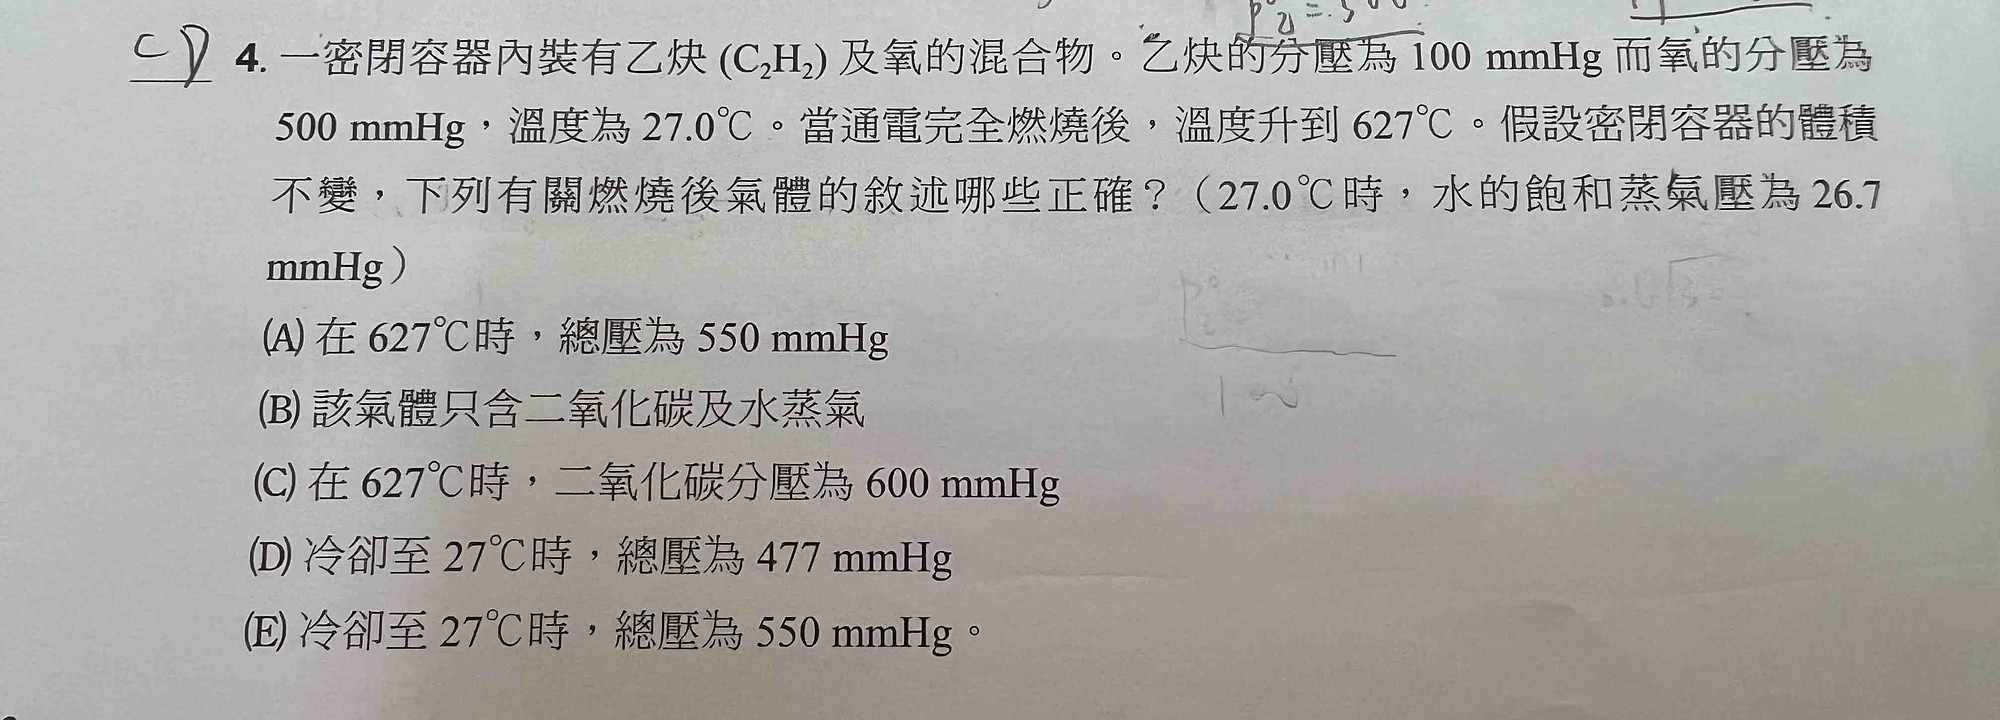 P°乙=500
CD 4. 一密閉容器內裝有乙炔 (C₂H₂) 及氧的混合物。乙炔的分壓為 100 mmHg 而氧的分壓為
500 mmHg，溫度為 27.0℃。當通電完全燃燒後，溫度升到 627℃。假設密閉容器的體積
不變，下列有關燃燒後氣體的敘述哪些正確？（27.0℃時，水的飽和蒸氣壓為 26.7
mmHg）
(A) 在 627℃時，總壓為 550 mmHg
(B) 該氣體只含二氧化碳及水蒸氣
(C) 在 627℃時，二氧化碳分壓為 600 mmHg
(D) 冷卻至 27℃時，總壓為 477 mmHg
(E) 冷卻至 27℃時，總壓為 550 mmHg。